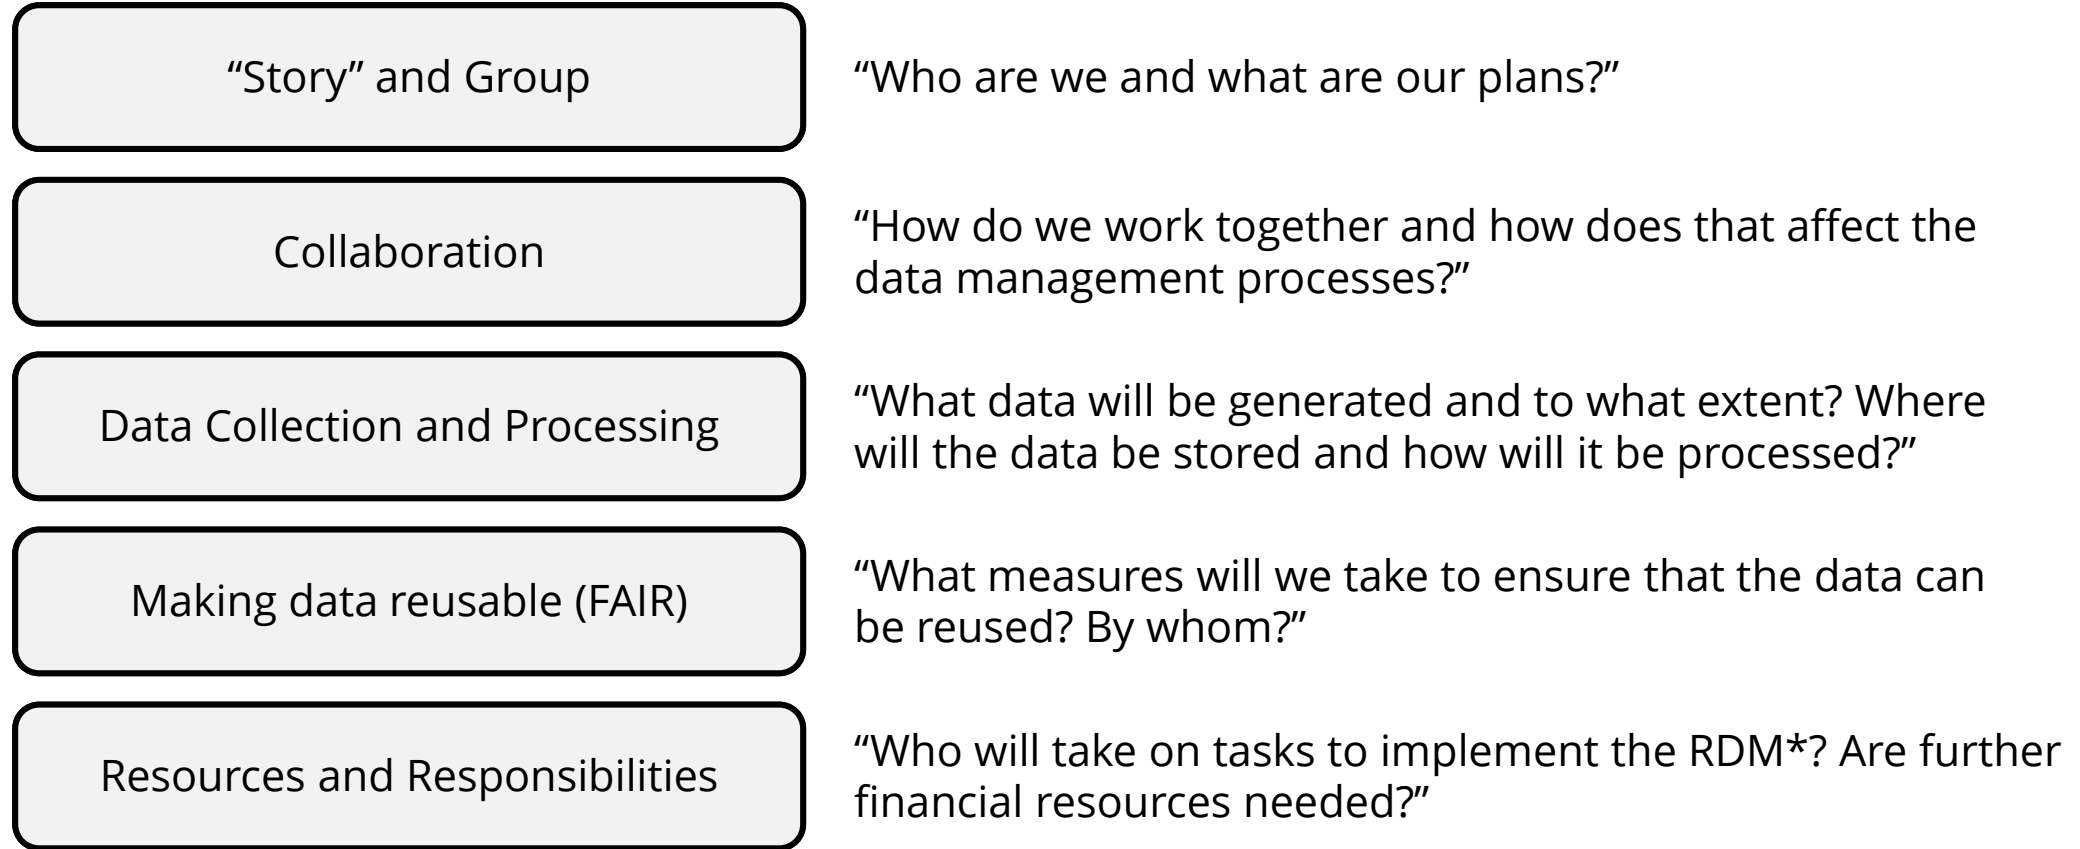 “Story” and Group
“Who are we and what are our plans?”
Collaboration
“How do we work together and how does that affect the
data management processes?”
Data Collection and Processing
“What data will be generated and to what extent? Where
will the data be stored and how will it be processed?”
Making data reusable (FAIR)
“What measures will we take to ensure that the data can
be reused? By whom?”
Resources and Responsibilities
“Who will take on tasks to implement the RDM*? Are further
financial resources needed?”